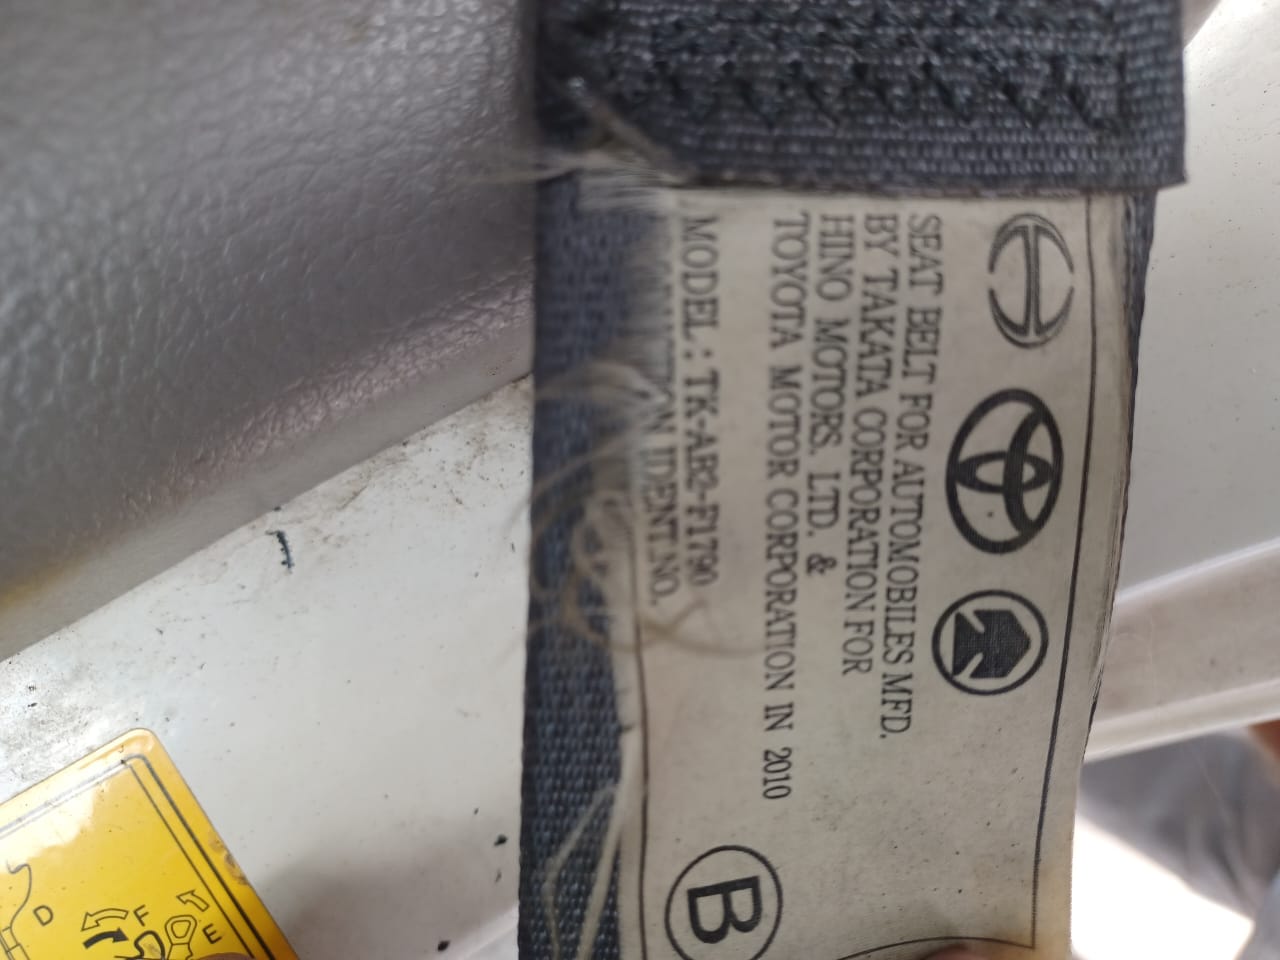 SEAT BELT FOR AUTOMOBILES MFD.
BY TAKATA CORPORATION FOR
HINO MOTORS. LTD. &
TOYOTA MOTOR CORPORATION IN 2010
MODEL : TK-AB2-F1790
IDENT.NO.
B
D
F
E